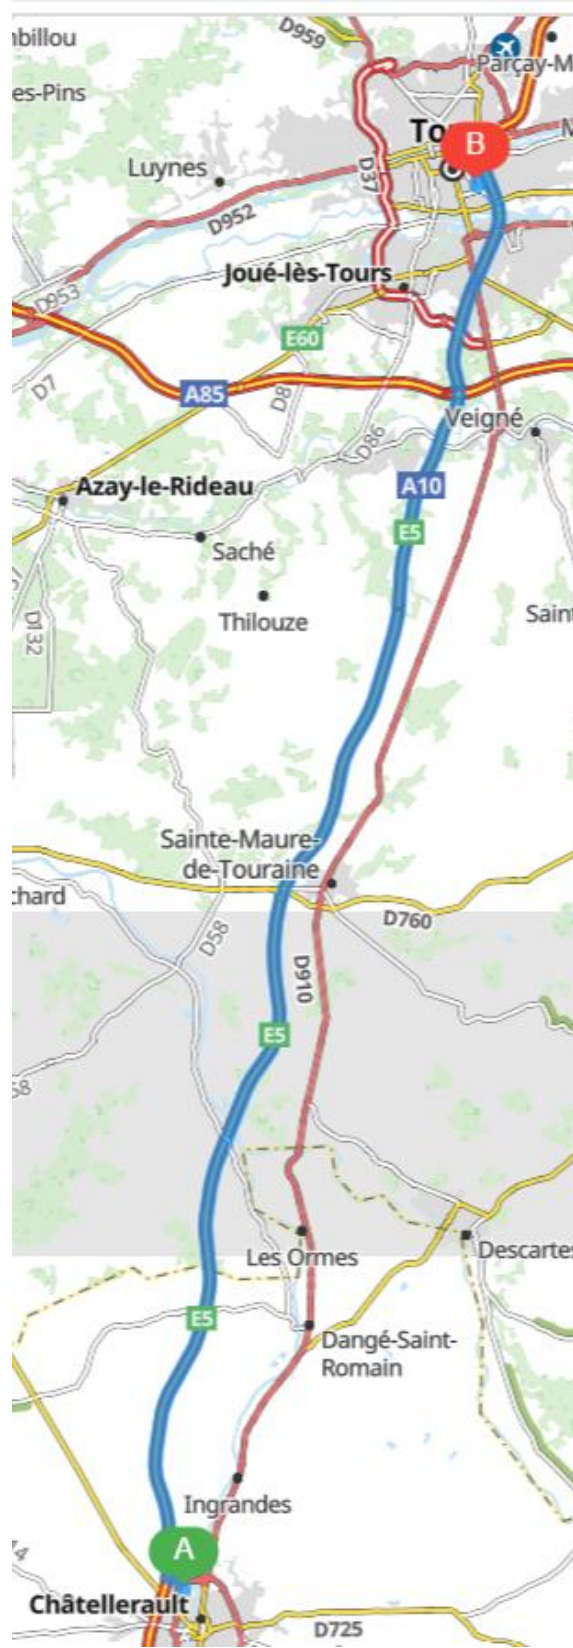 D959
nbillou
Parçay-M
es-Pins
To
B
Luynes
D37
D952
Joué-lès-Tours
D953
E60
D7
A85
D8
Veigné
D86
A10
Azay-le-Rideau
E5
Saché
Thilouze
Saint
D132
Sainte-Maure-
de-Touraine
chard
D760
D58
D910
E5
58
Les Ormes
Descartes
E5
Dangé-Saint-
Romain
Ingrandes
A
Châtellerault
D725